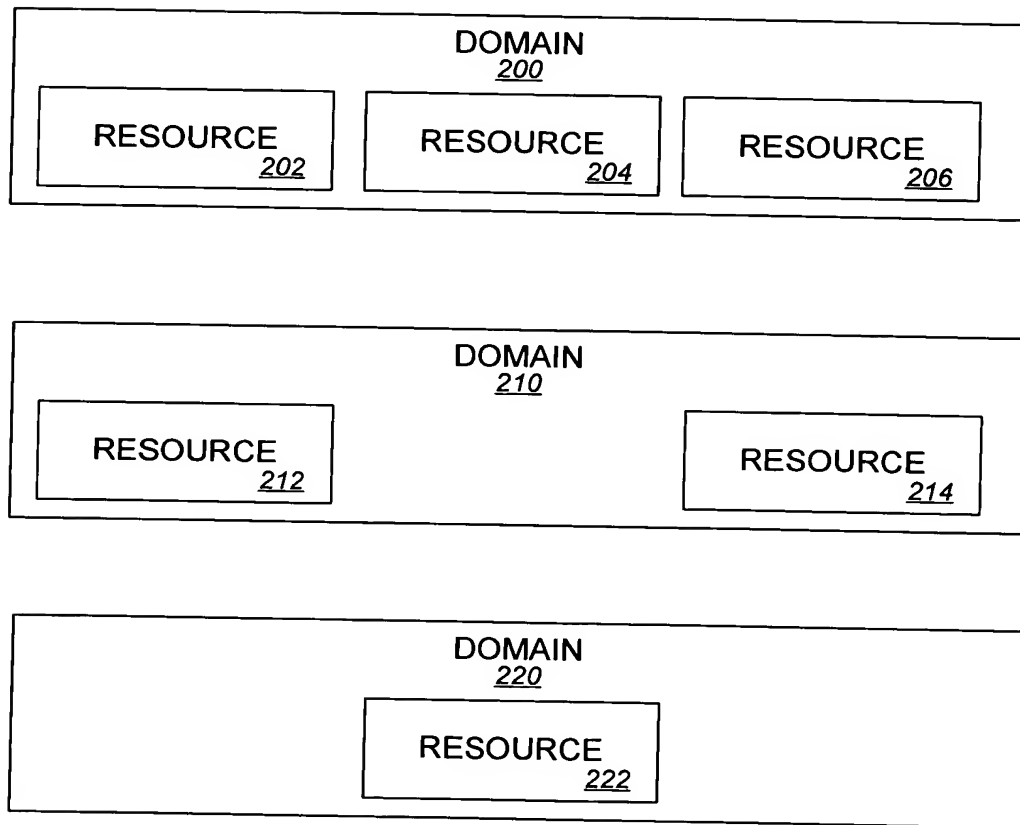 DOMAIN
200
RESOURCE
202
RESOURCE
204
RESOURCE
206
DOMAIN
210
RESOURCE
212
RESOURCE
214
DOMAIN
220
RESOURCE
222